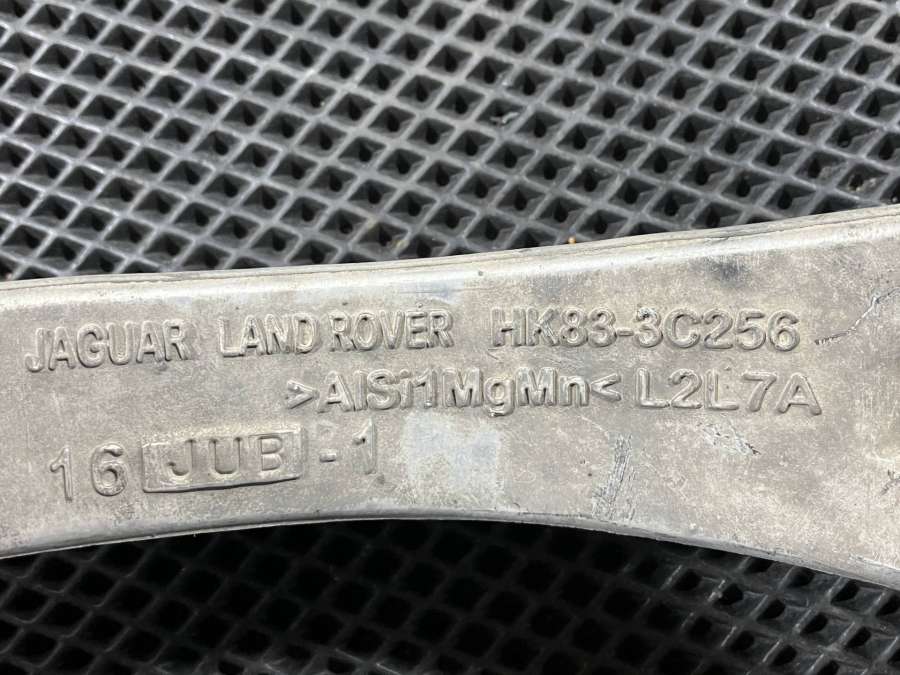 JAGUAR LAND ROVER HK83-3C256
>AlSi1MgMn< L2L7A
16 JUB -1